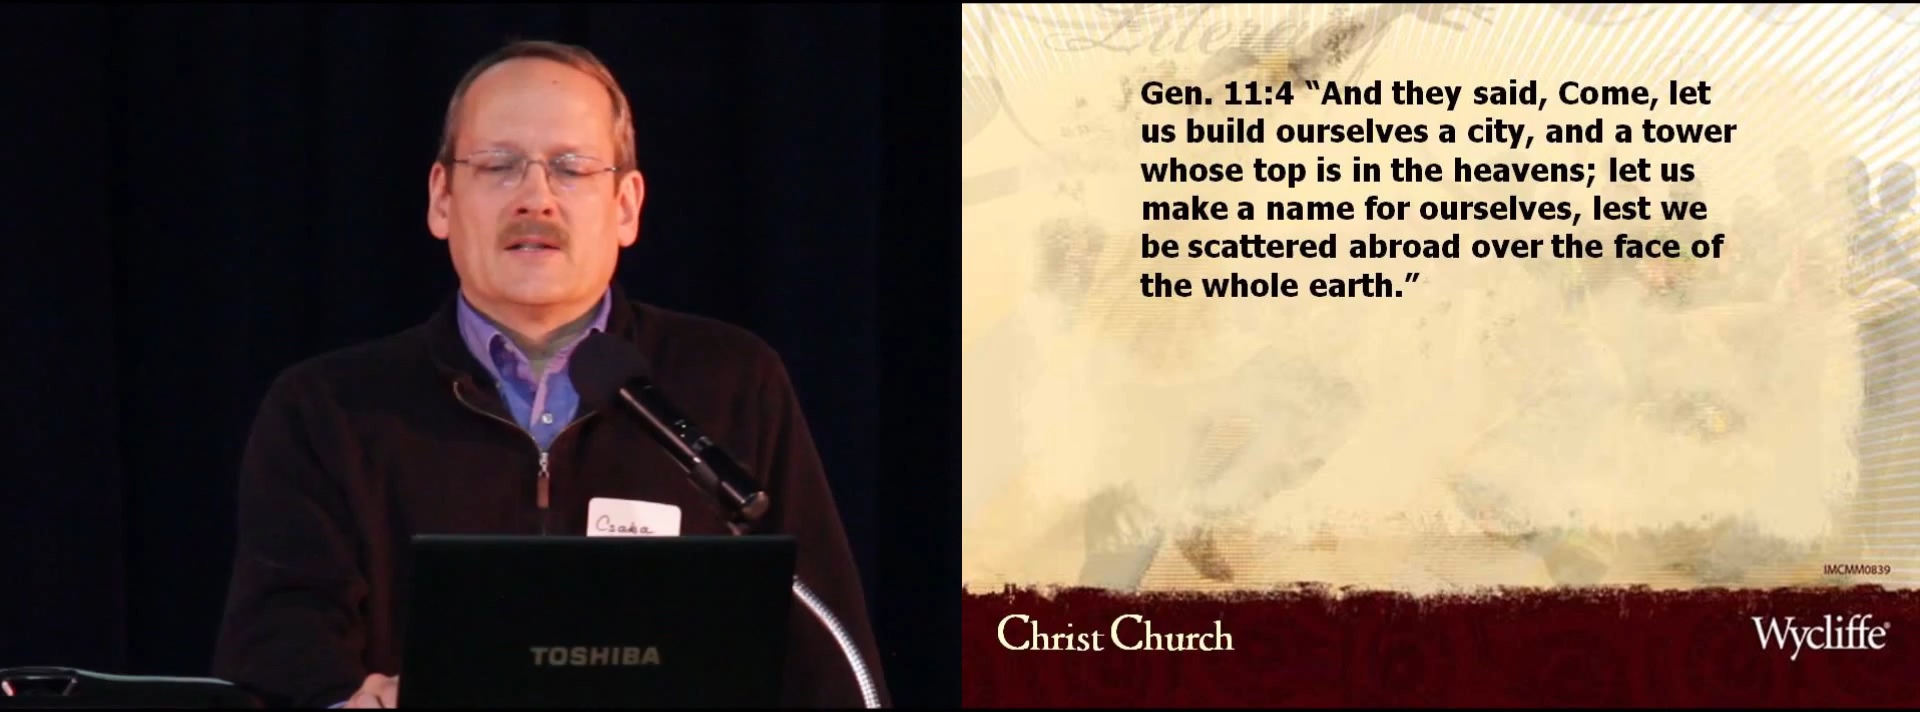 Csaba
TOSHIBA
Literacy
Gen. 11:4 “And they said, Come, let
us build ourselves a city, and a tower
whose top is in the heavens; let us
make a name for ourselves, lest we
be scattered abroad over the face of
the whole earth.”
IMCMM0839
Christ Church
Wycliffe